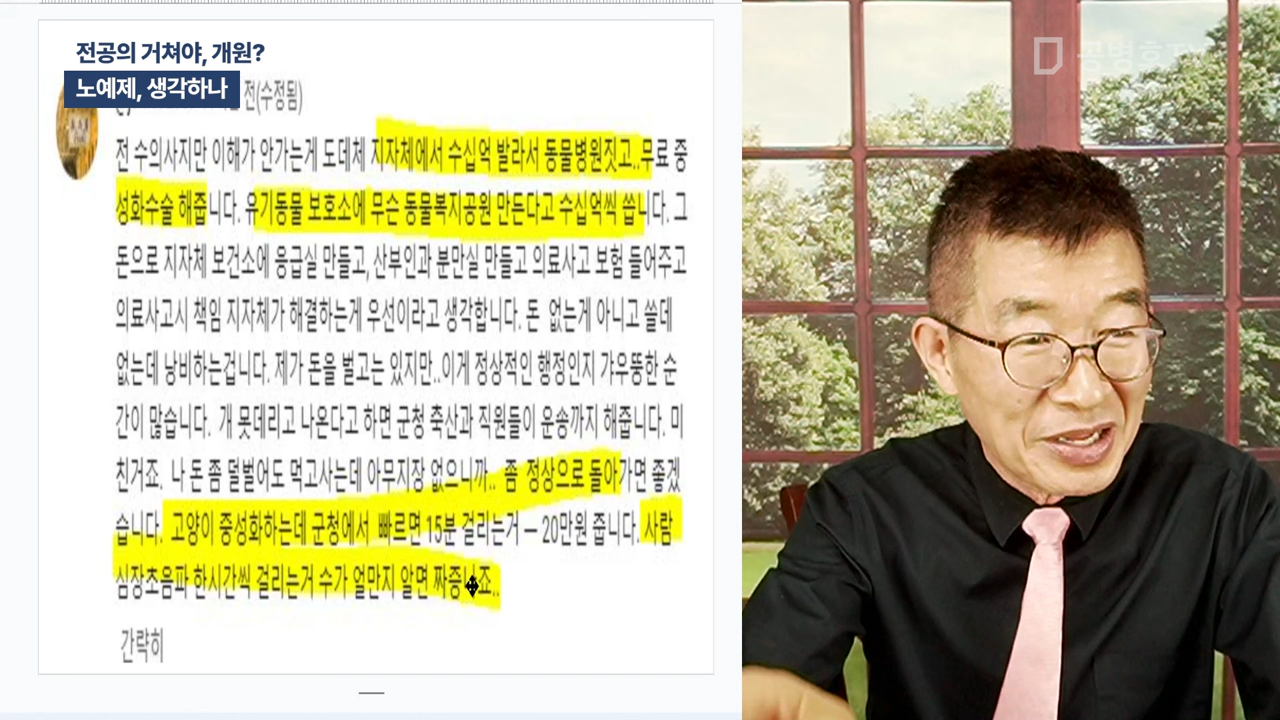 전공의 거쳐야, 개원?
노예제, 생각하나
전(수정됨)
전 수의사지만 이해가 안가는게 도데체 지자체에서 수십억 발라서 동물병원짓고..무료 중
성화수술 해줍니다. 유기동물 보호소에 무슨 동물복지공원 만든다고 수십억씩 씁니다. 그
돈으로 지자체 보건소에 응급실 만들고, 산부인과 분만실 만들고 의료사고 보험 들어주고
의료사고시 책임 지자체가 해결하는게 우선이라고 생각합니다. 돈 없는게 아니고 쓸데
없는데 낭비하는겁니다. 제가 돈을 벌고는 있지만..이게 정상적인 행정인지 갸우뚱한 순
간이 많습니다. 개 못데리고 나온다고 하면 군청 축산과 직원들이 운송까지 해줍니다. 미
친거죠. 나 돈 좀 덜벌어도 먹고사는데 아무지장 없으니까.. 좀 정상으로 돌아가면 좋겠
습니다. 고양이 중성화하는데 군청에서 빠르면 15분 걸리는거 – 20만원 줍니다. 사람
심장초음파 한시간씩 걸리는거 수가 얼만지 알면 짜증나죠..
간략히
공병호TV